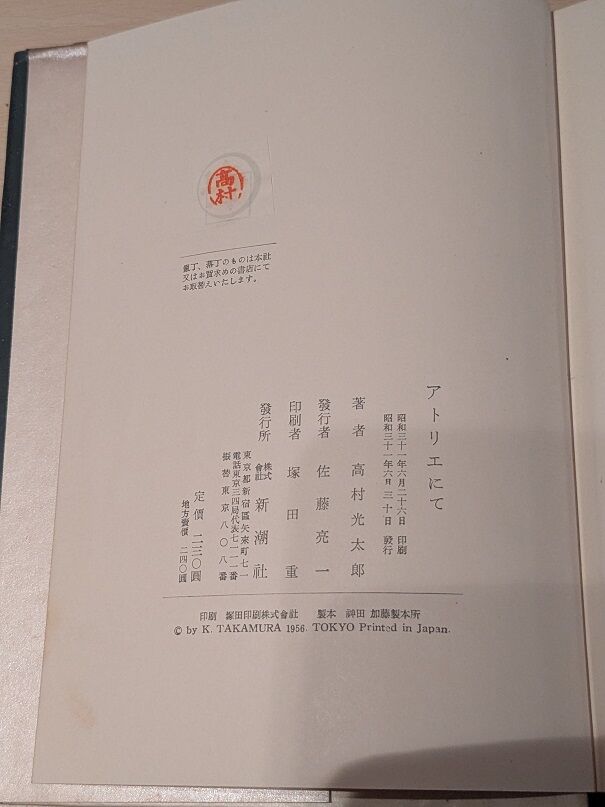 高村
亂丁、落丁のものは本社
又はお買求めの書店にて
お取替えいたします。
アトリエにて
昭和三十一年六月二十六日 印刷
昭和三十一年六月三十日 發行
著者 高村光太郎
發行者 佐藤亮一
印刷者 塚田重
發行所 株式會社 新潮社
東京都新宿區矢來町七一
電話東京三四局代表七一一一番
振替東京八〇八番
定價 二三〇圓
地方賣價 二四〇圓
印刷 塚田印刷株式會社 製本 神田 加藤製本所
© by K. TAKAMURA 1956. TOKYO Printed in Japan.